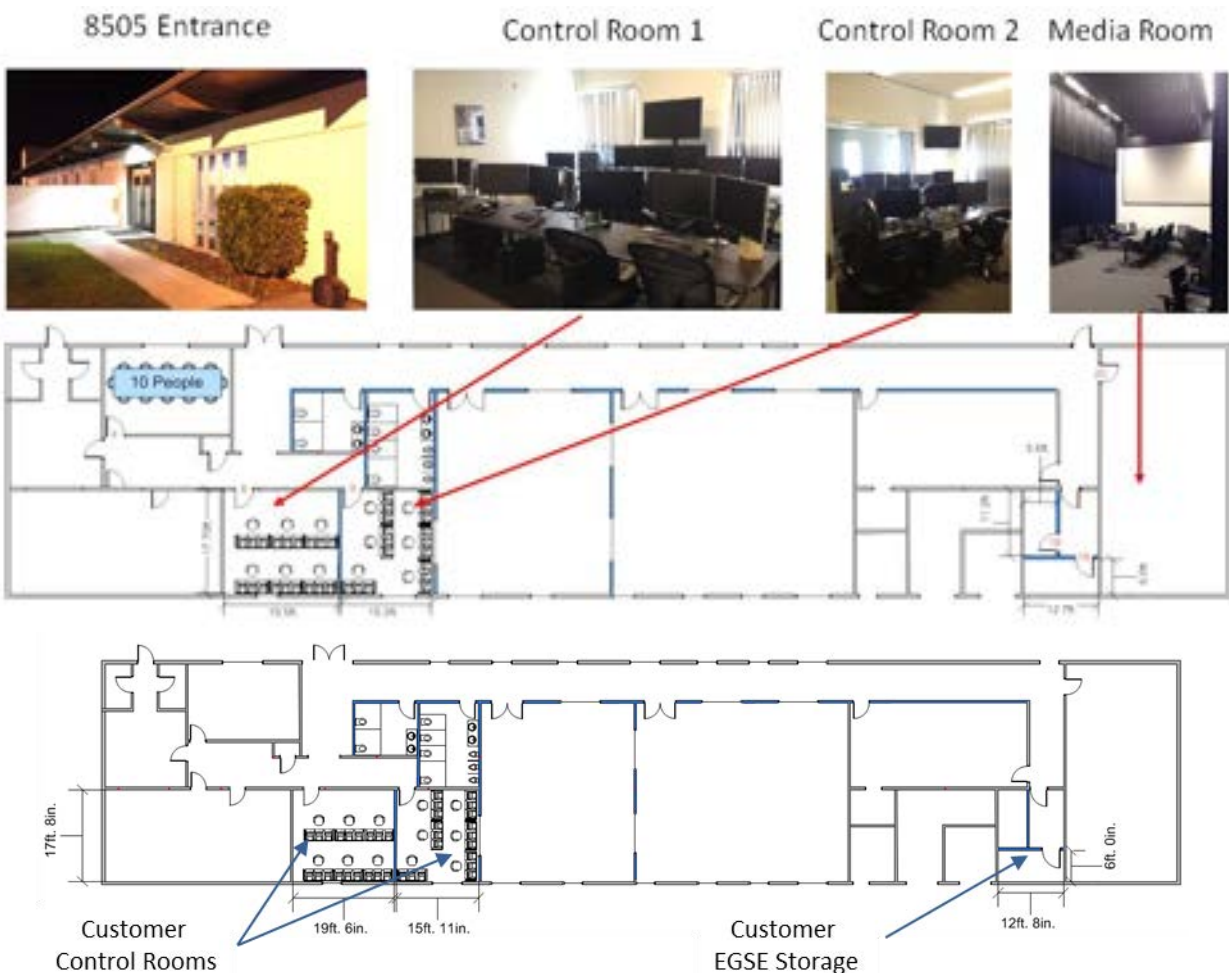 8505 Entrance
Control Room 1
Control Room 2
Media Room
10 People
17ft. 8in.
19ft. 6in.
15ft. 11in.
12ft. 8in.
6ft. 0in.
Customer
Control Rooms
Customer
EGSE Storage